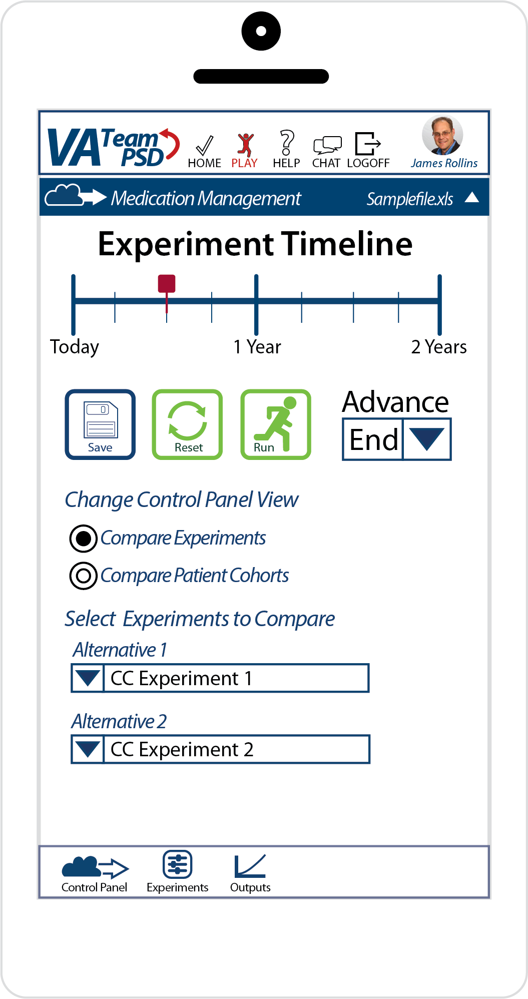 VA Team
PSD
HOME PLAY HELP CHAT LOGOFF James Rollins
Medication Management Samplefile.xls
Experiment Timeline
Today 1 Year 2 Years
Advance
Save Reset Run End
Change Control Panel View
Compare Experiments
Compare Patient Cohorts
Select Experiments to Compare
Alternative 1
CC Experiment 1
Alternative 2
CC Experiment 2
Control Panel Experiments Outputs